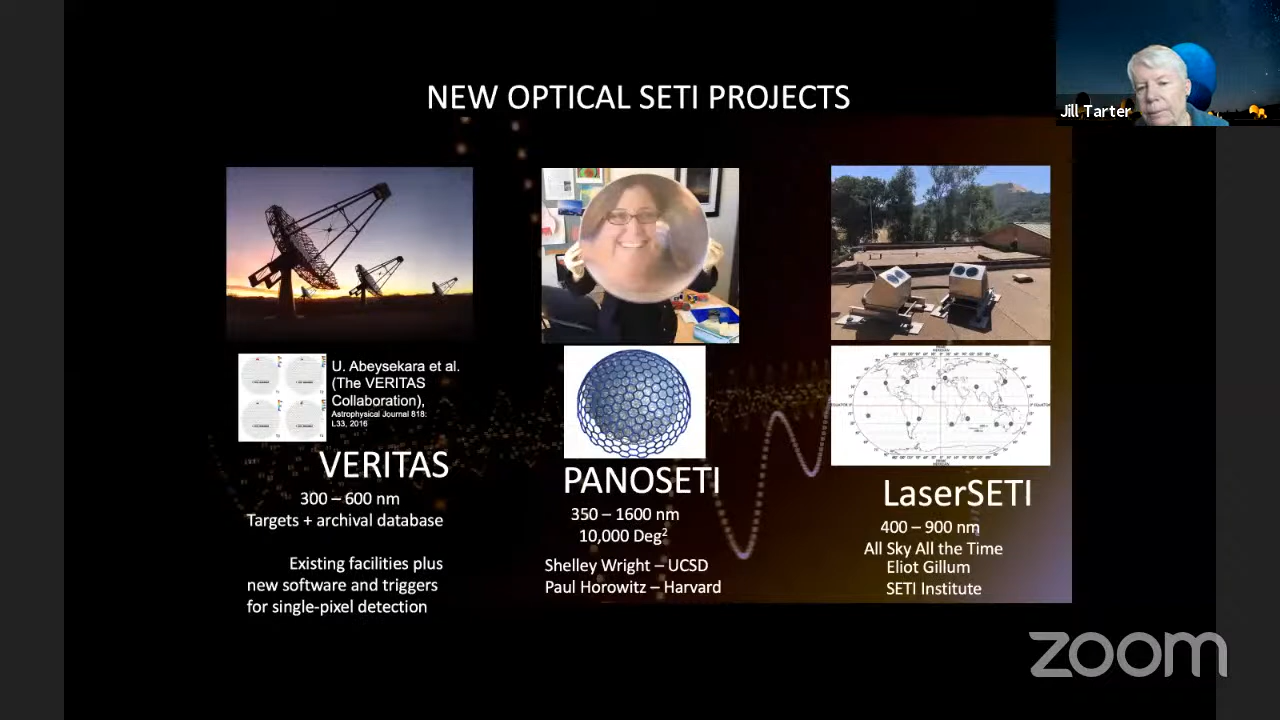 NEW OPTICAL SETI PROJECTS
Jill Tarter
U. Abeysekara et al.
(The VERITAS
Collaboration),
Astrophysical Journal 818:
L33, 2016
VERITAS
300 – 600 nm
Targets + archival database
Existing facilities plus
new software and triggers
for single-pixel detection
PANOSETI
350 – 1600 nm
10,000 Deg²
Shelley Wright – UCSD
Paul Horowitz – Harvard
LaserSETI
400 – 900 nm
All Sky All the Time
Eliot Gillum
SETI Institute
zoom